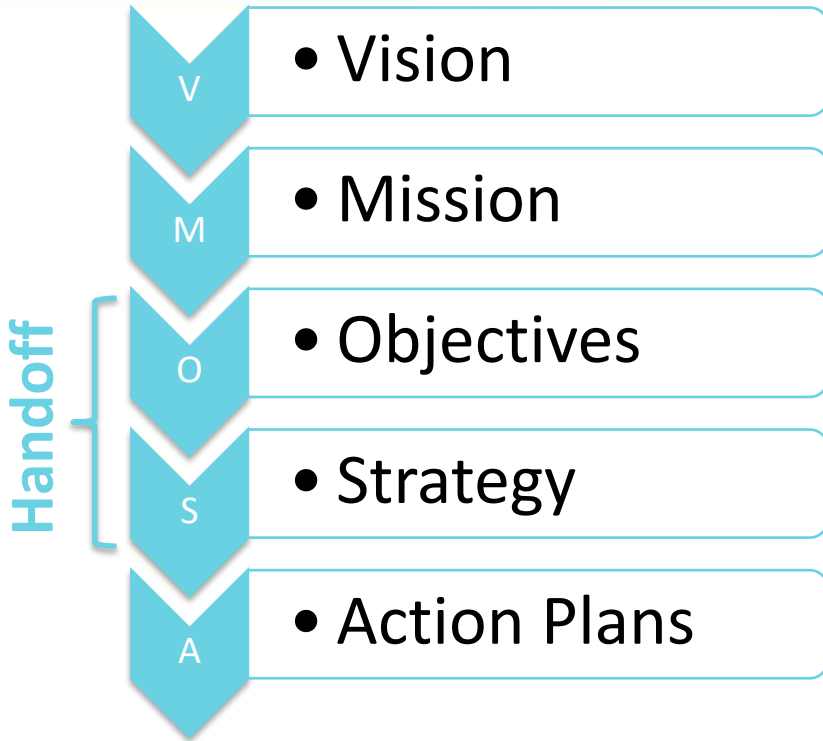 V
• Vision
M
• Mission
Handoff
O
• Objectives
S
• Strategy
A
• Action Plans